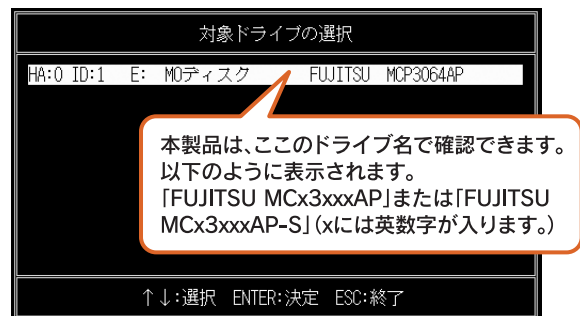 対象ドライブの選択
HA:0 ID:1 E: MOディスク FUJITSU MCP3064AP
本製品は、ここのドライブ名で確認できます。
以下のように表示されます。
「FUJITSU MCx3xxxAP」または「FUJITSU
MCx3xxxAP-S」(xには英数字が入ります。)
↑↓:選択 ENTER:決定 ESC:終了